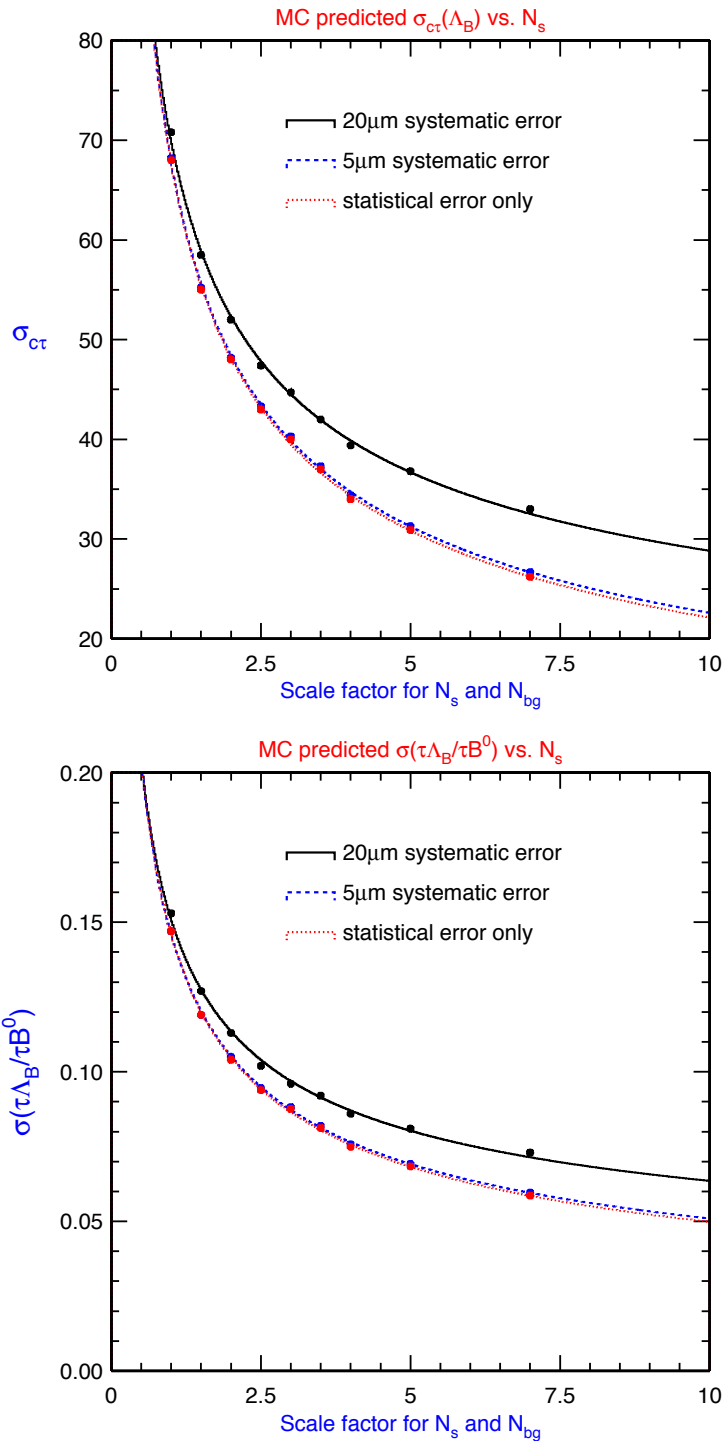 MC predicted σcτ(ΛB) vs. Ns
80
70
60
50
40
30
20
σcτ
20μm systematic error
5μm systematic error
statistical error only
0 2.5 5 7.5 10
Scale factor for Ns and Nbg
MC predicted σ(τΛB/τB⁰) vs. Ns
0.20
0.15
0.10
0.05
0.00
σ(τΛB/τB⁰)
20μm systematic error
5μm systematic error
statistical error only
0 2.5 5 7.5 10
Scale factor for Ns and Nbg